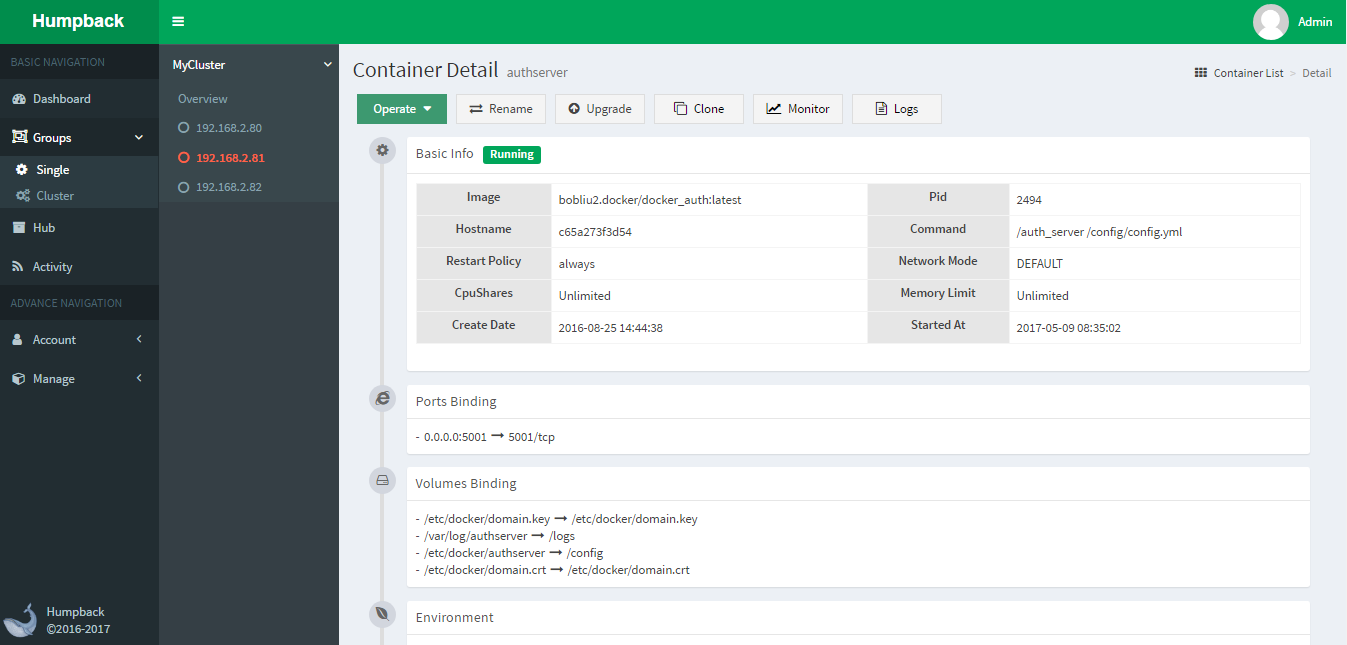 Humpback
Admin
BASIC NAVIGATION
Dashboard
Groups
Single
Cluster
Hub
Activity
ADVANCE NAVIGATION
Account
Manage
Humpback
©2016-2017
MyCluster
Overview
192.168.2.80
192.168.2.81
192.168.2.82
Container Detail authserver
Container List > Detail
Operate Rename Upgrade Clone Monitor Logs
Basic Info Running
Image bobliu2.docker/docker_auth:latest Pid 2494
Hostname c65a273f3d54 Command /auth_server /config/config.yml
Restart Policy always Network Mode DEFAULT
CpuShares Unlimited Memory Limit Unlimited
Create Date 2016-08-25 14:44:38 Started At 2017-05-09 08:35:02
Ports Binding
- 0.0.0.0:5001 → 5001/tcp
Volumes Binding
- /etc/docker/domain.key → /etc/docker/domain.key
- /var/log/authserver → /logs
- /etc/docker/authserver → /config
- /etc/docker/domain.crt → /etc/docker/domain.crt
Environment